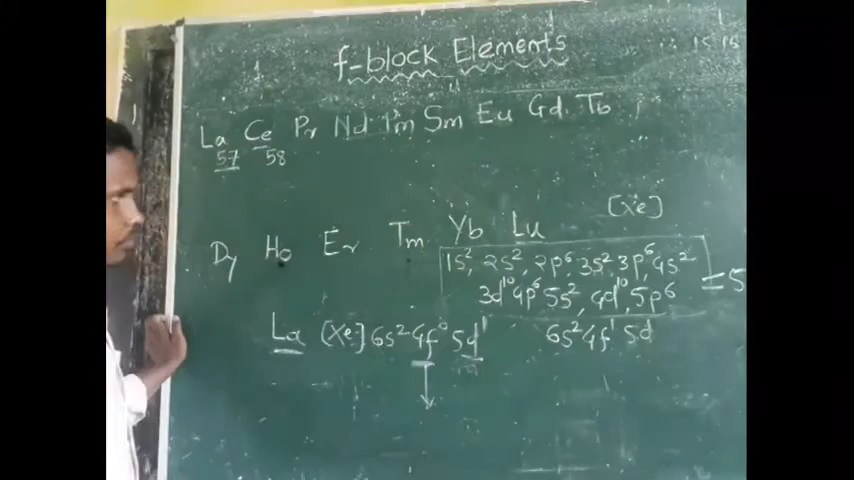 f-block Elements
La Ce Pr Nd Pm Sm Eu Gd Tb
57 58
Dy Ho Er Tm Yb Lu [Xe]
1s², 2s², 2p⁶, 3s², 3p⁶, 4s²
3d¹⁰ 4p⁶ 5s², 4d¹⁰, 5p⁶ = 5
La [Xe] 6s² 4f⁰ 5d¹ 6s² 4f¹ 5d